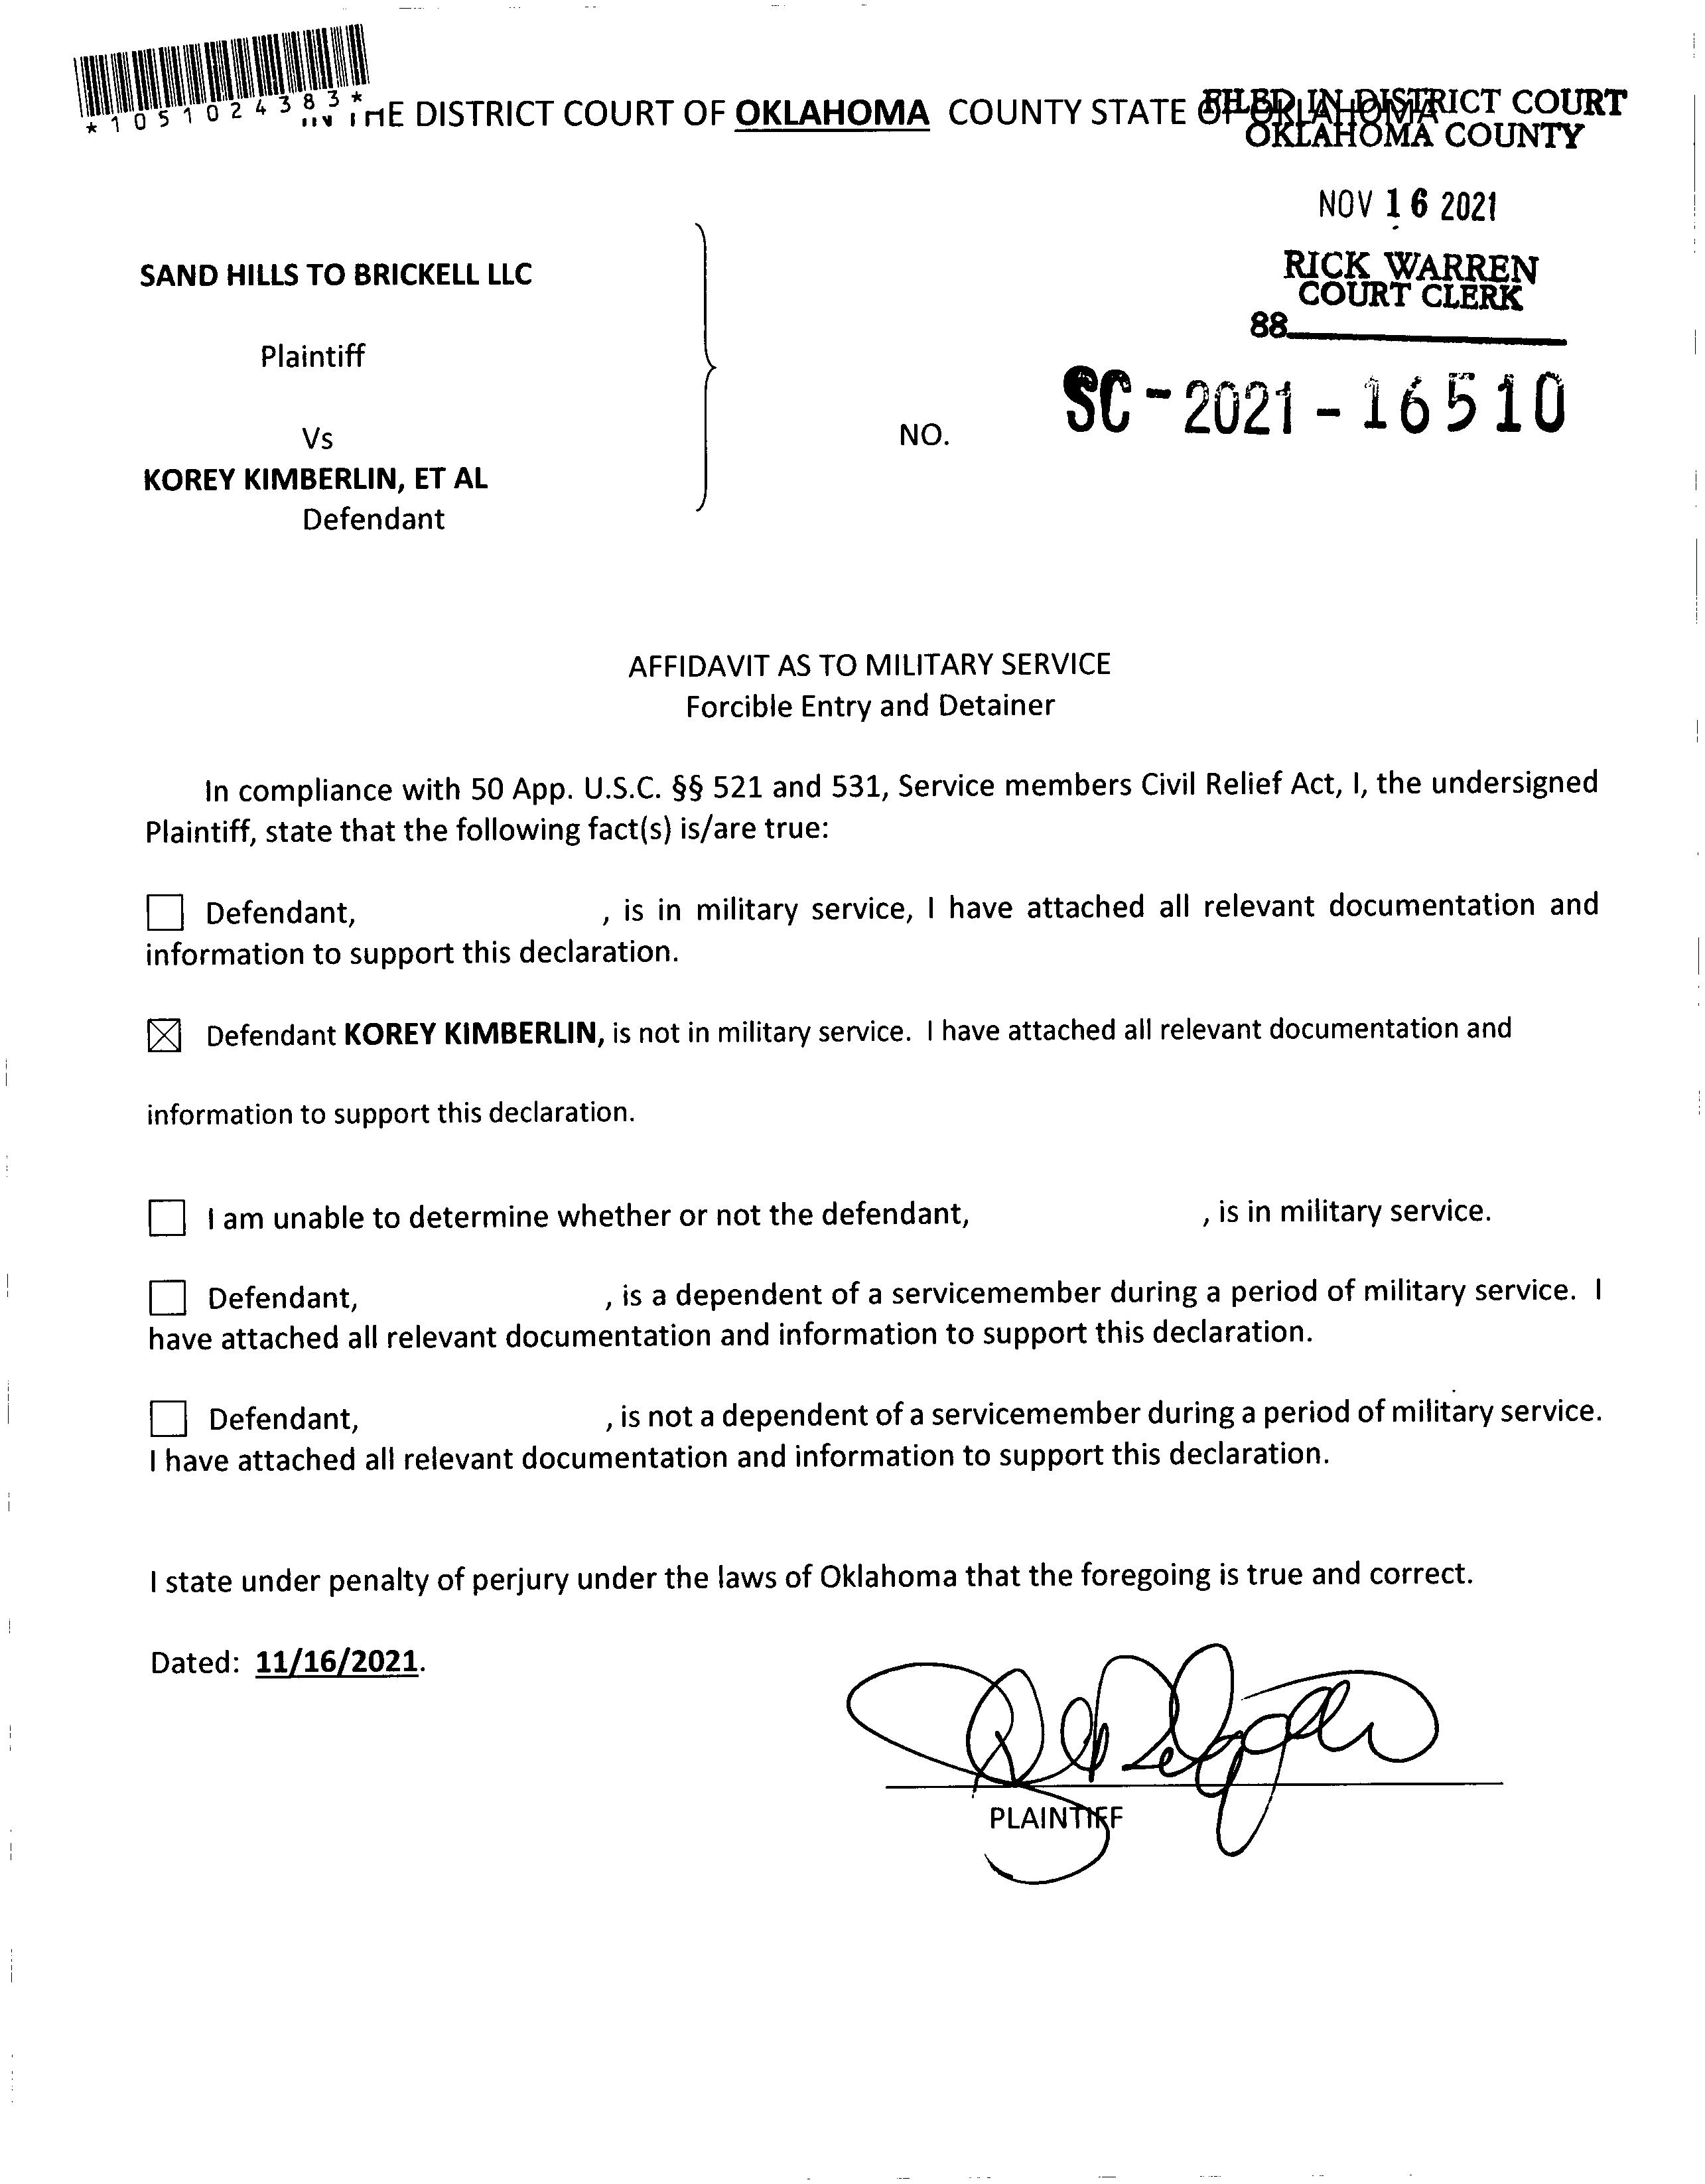 *1051024383*
IN THE DISTRICT COURT OF OKLAHOMA COUNTY STATE OF OKLAHOMA
FILED IN DISTRICT COURT
OKLAHOMA COUNTY
NOV 16 2021
RICK WARREN
COURT CLERK
88
SAND HILLS TO BRICKELL LLC
Plaintiff
SC-2021-16510
Vs
NO.
KOREY KIMBERLIN, ET AL
Defendant
AFFIDAVIT AS TO MILITARY SERVICE
Forcible Entry and Detainer
In compliance with 50 App. U.S.C. §§ 521 and 531, Service members Civil Relief Act, I, the undersigned
Plaintiff, state that the following fact(s) is/are true:
☐ Defendant, , is in military service, I have attached all relevant documentation and
information to support this declaration.
☒ Defendant KOREY KIMBERLIN, is not in military service. I have attached all relevant documentation and
information to support this declaration.
☐ I am unable to determine whether or not the defendant, , is in military service.
☐ Defendant, , is a dependent of a servicemember during a period of military service. I
have attached all relevant documentation and information to support this declaration.
☐ Defendant, , is not a dependent of a servicemember during a period of military service.
I have attached all relevant documentation and information to support this declaration.
I state under penalty of perjury under the laws of Oklahoma that the foregoing is true and correct.
Dated: 11/16/2021.
PLAINTIFF